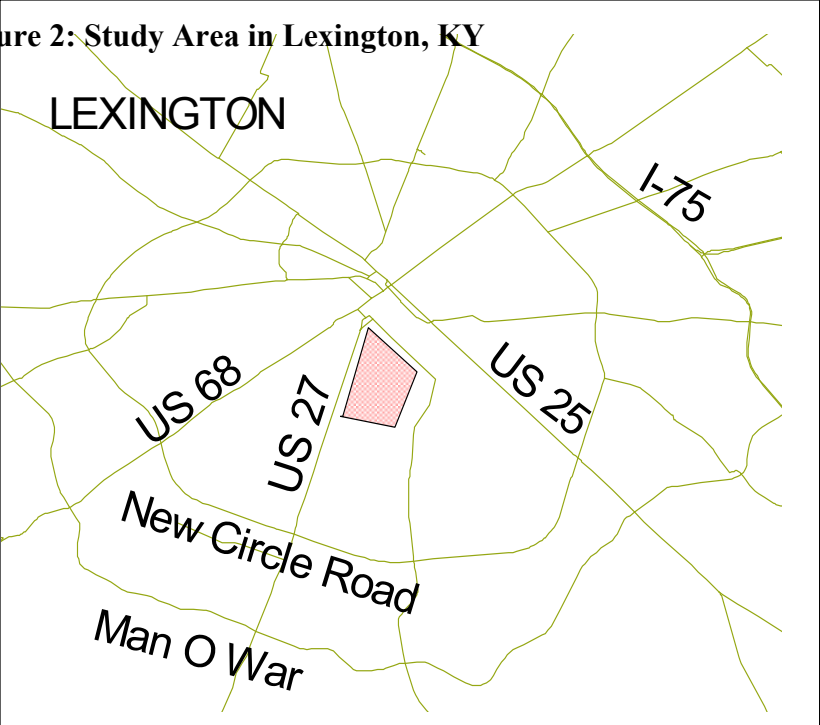 ure 2: Study Area in Lexington, KY
LEXINGTON
I-75
US 68
US 27
US 25
New Circle Road
Man O War